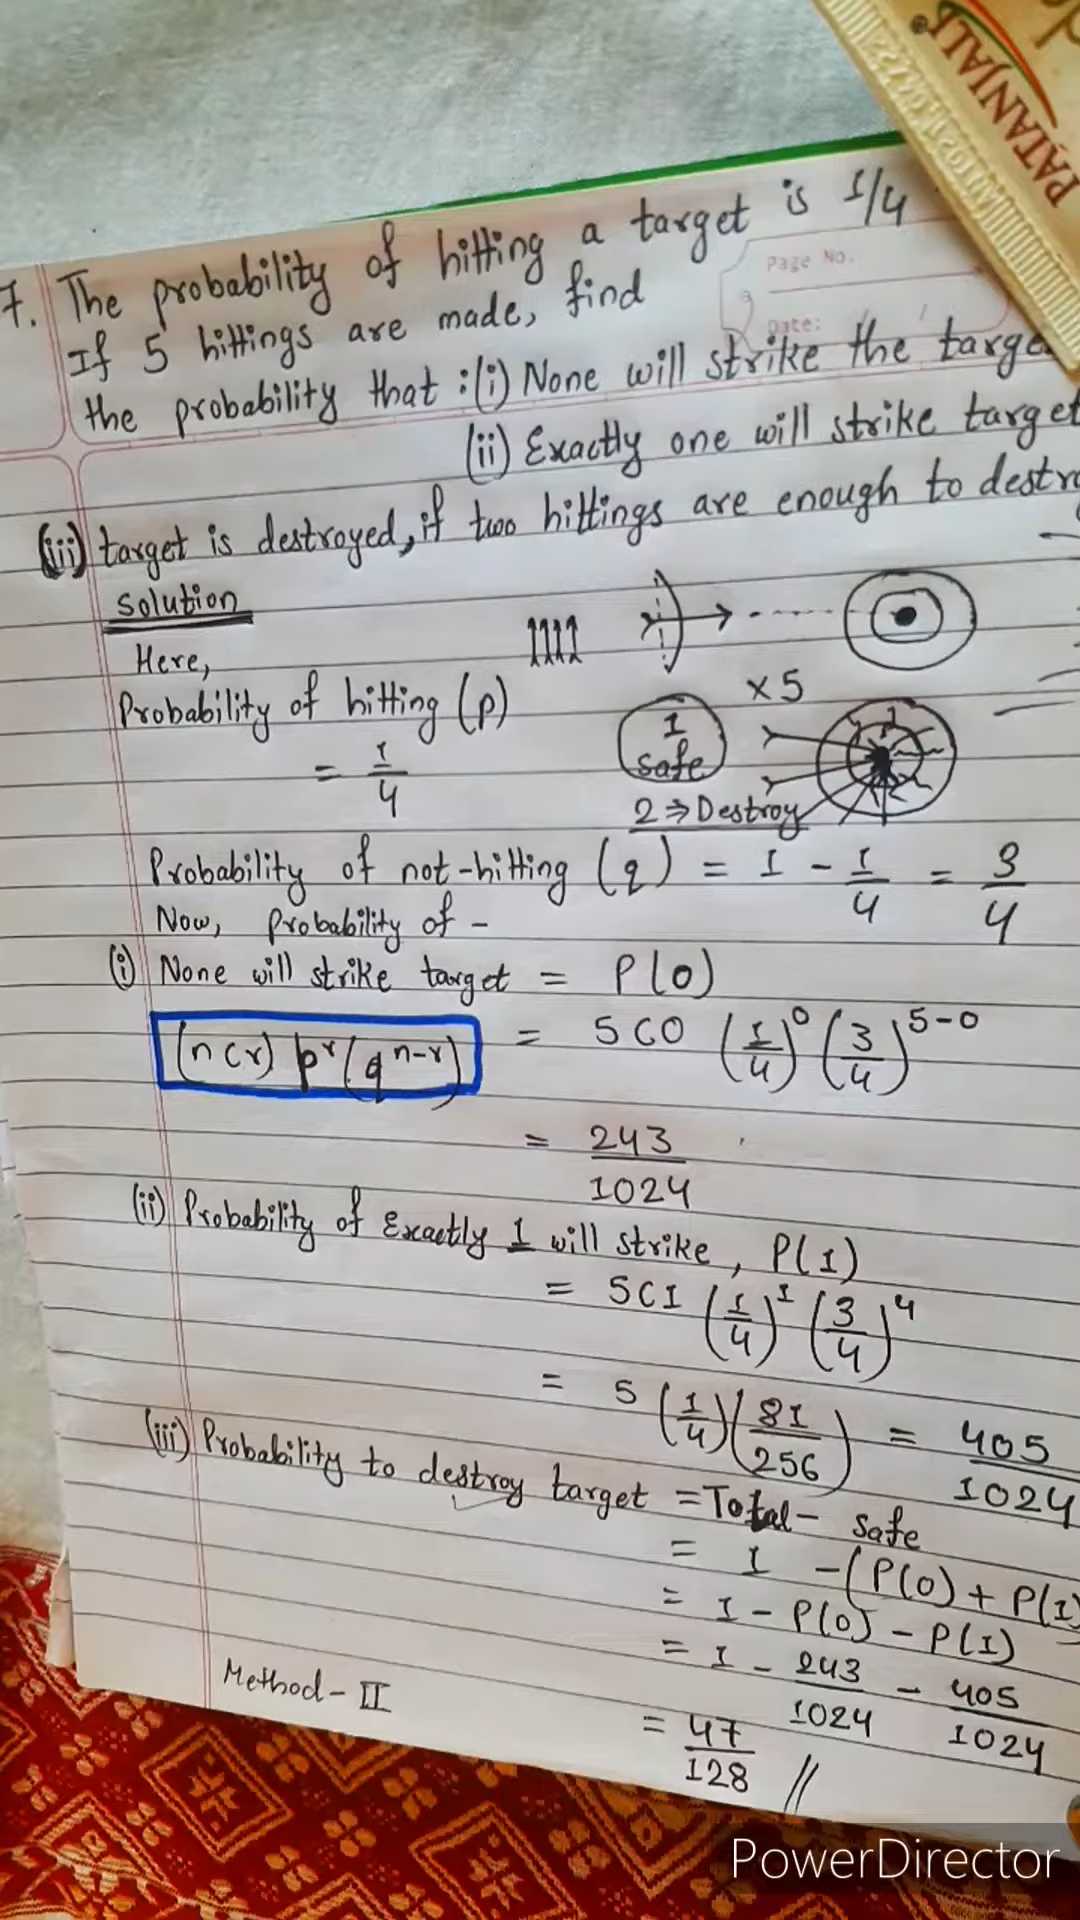 PATANJALI
7. The probability of hitting a target is 1/4
Page No.
If 5 hittings are made, find
Date: / /
the probability that :(i) None will strike the targe
(ii) Exactly one will strike target
(iii) target is destroyed, if two hittings are enough to destro
Solution
Here,
Probability of hitting (p)
× 5
= 1/4
1 safe
2 ⇒ Destroy
Probability of not-hitting (q) = 1 - 1/4 = 3/4
Now, probability of -
(i) None will strike target = P(0)
(nCr) p^r (q^n-r) = 5C0 (1/4)^0 (3/4)^5-0
= 243/1024
(ii) Probability of Exactly 1 will strike, P(1)
= 5C1 (1/4)^1 (3/4)^4
= 5 (1/4)(81/256) = 405/1024
(iii) Probability to destroy target = Total - safe
= 1 - (P(0) + P(1)
= 1 - P(0) - P(1)
= 1 - 243/1024 - 405/1024
Method - II
= 47/128 //
PowerDirector